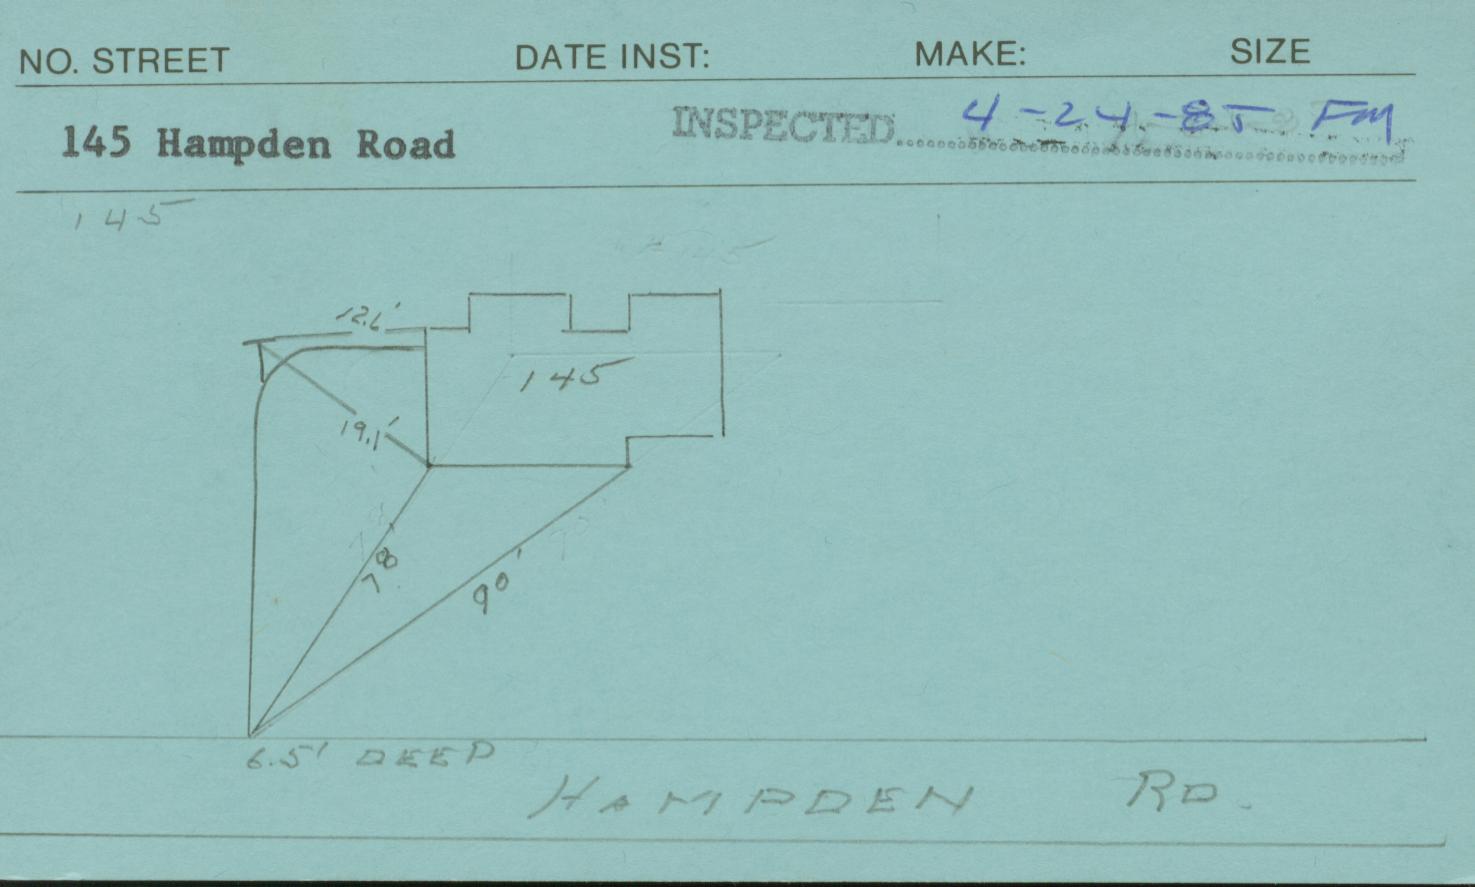 NO. STREET DATE INST: MAKE: SIZE
145 Hampden Road INSPECTED 4-24-85 FM
145
12.6'
145
19.1'
78'
90'
6.5' DEEP
HAMPDEN RD.